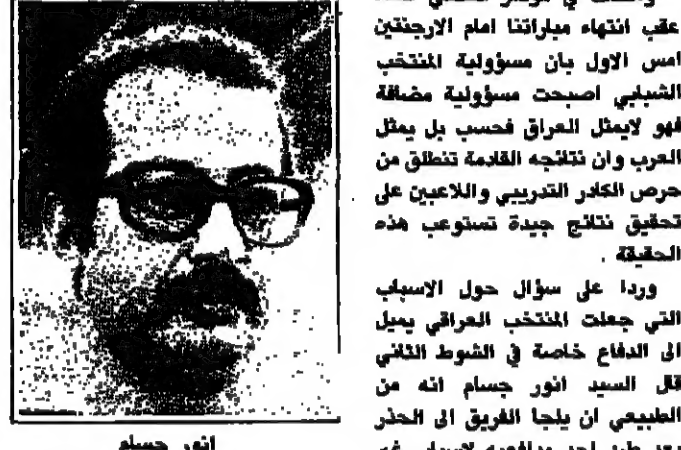 عقب انتهاء مباراتنا امام الارجنتين
امس الاول بان مسؤولية المنتخب
الشبابي اصبحت مسؤولية مضافة
فهو لايمثل العراق فحسب بل يمثل
العرب وان نتائجه القادمة تنطلق من
حرص الكادر التدريبي واللاعبين على
تحقيق نتائج جيدة تستوعب هذه
الحقيقة .
وردا على سؤال حول الاسباب
التي جعلت المنتخب العراقي يميل
الى الدفاع خاصة في الشوط الثاني
قال السيد انور جسام انه من
الطبيعي ان يلجا الفريق الى الحذر
انور جسام